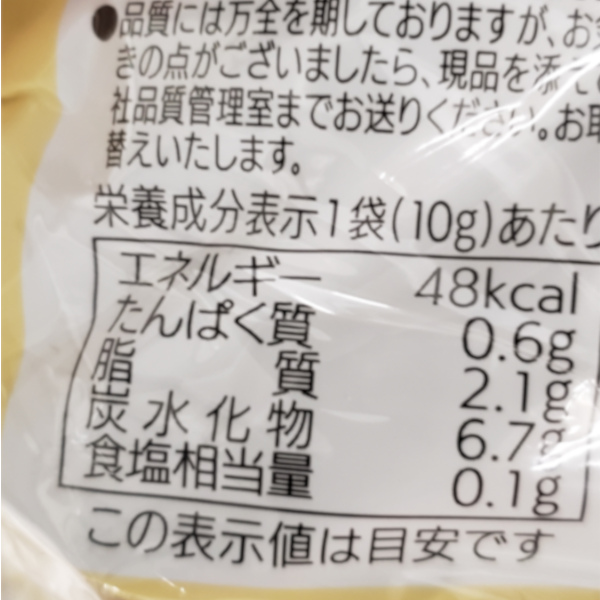 ●品質には万全を期しておりますが、お
きの点がございましたら、現品を添えて
社品質管理室までお送りください。お取
替えいたします。
栄養成分表示1袋(10g)あたり
エネルギー 48kcal
たんぱく質 0.6g
脂質 2.1g
炭水化物 6.7g
食塩相当量 0.1g
この表示値は目安です